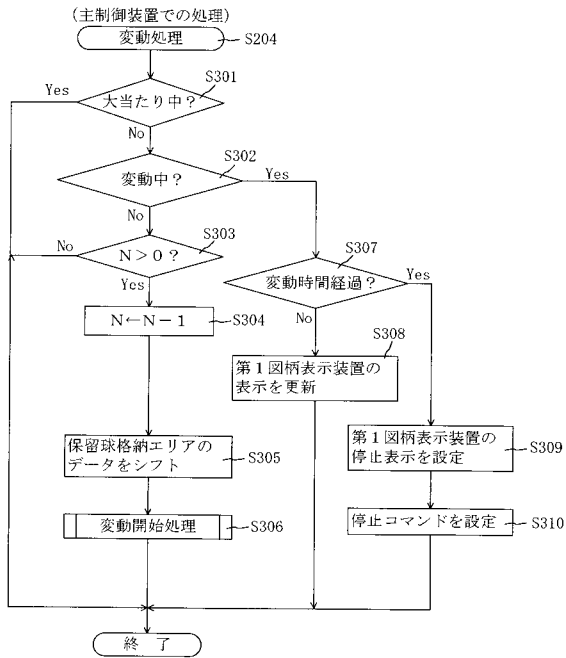 (主制御装置での処理)
変動処理
S204
S301
Yes
大当たり中？
No
S302
変動中？
Yes
No
S303
No
N＞0？
Yes
S307
変動時間経過？
Yes
No
N←N－1
S304
S308
第1図柄表示装置の
表示を更新
保留球格納エリアの
データをシフト
S305
第1図柄表示装置の
停止表示を設定
S309
変動開始処理
S306
停止コマンドを設定
S310
終 了